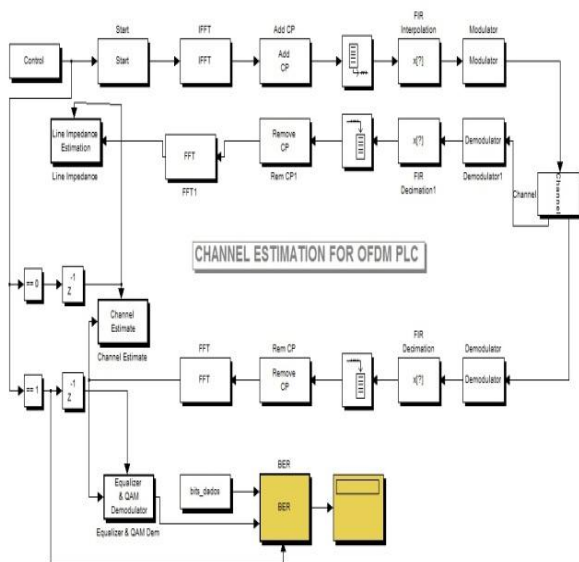 Start
IFFT
Add CP
FIR
Interpolation
Modulator
Control
Start
IFFT
Add
CP
x[?]
Modulator
Line Impedance
Estimation
Line Impedance
FFT
FFT1
Remove
CP
Rem CP1
x[?]
FIR
Decimation1
Demodulator
Demodulator1
Channel
Channel
CHANNEL ESTIMATION FOR OFDM PLC
== 0
-1
Z
Channel
Estimate
Channel Estimate
FFT
Rem CP
FIR
Decimation
Demodulator
== 1
-1
Z
FFT
Remove
CP
x[?]
Demodulator
BER
Equalizer
& QAM
Demodulator
Equalizer & QAM Dem
bits_dados
BER